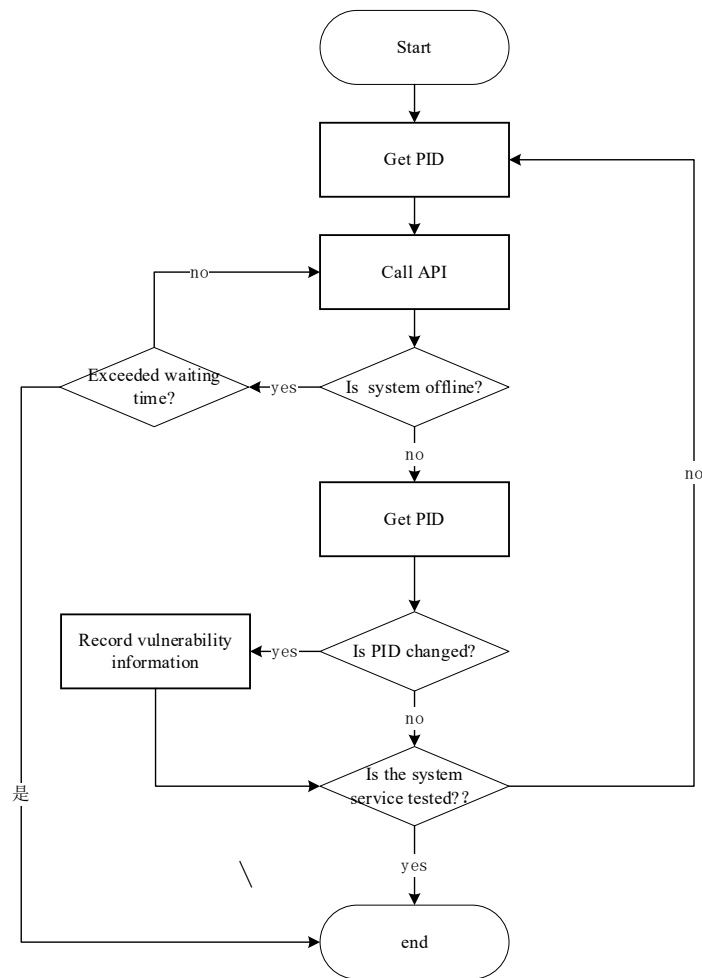 Start
Get PID
Call API
no
Exceeded waiting
time?
yes
Is system offline?
no
Get PID
no
Record vulnerability
information
yes
Is PID changed?
no
Is the system
service tested??
是
yes
\
end